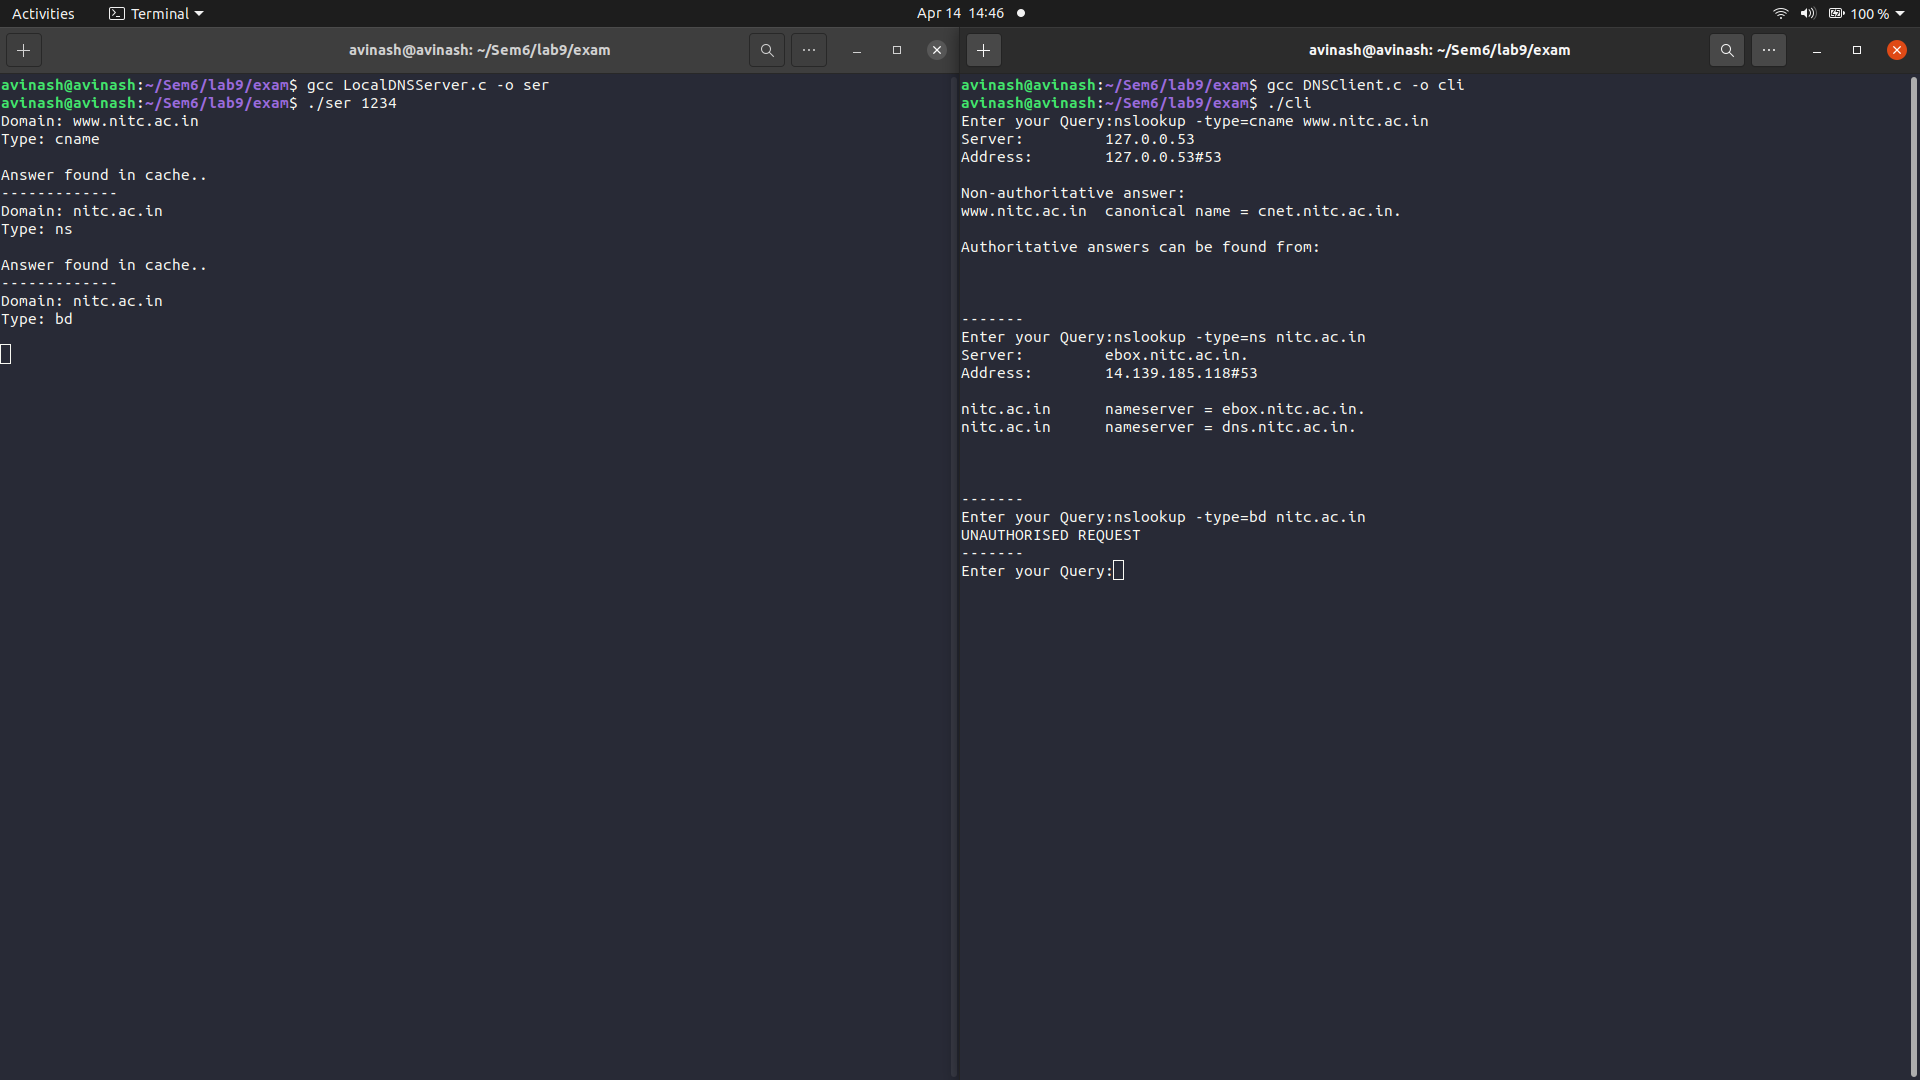 Activities Terminal Apr 14 14:46 100 %
avinash@avinash: ~/Sem6/lab9/exam
avinash@avinash:~/Sem6/lab9/exam$ gcc LocalDNSServer.c -o ser
avinash@avinash:~/Sem6/lab9/exam$ ./ser 1234
Domain: www.nitc.ac.in
Type: cname
Answer found in cache..
-------------
Domain: nitc.ac.in
Type: ns
Answer found in cache..
-------------
Domain: nitc.ac.in
Type: bd
avinash@avinash: ~/Sem6/lab9/exam
avinash@avinash:~/Sem6/lab9/exam$ gcc DNSClient.c -o cli
avinash@avinash:~/Sem6/lab9/exam$ ./cli
Enter your Query:nslookup -type=cname www.nitc.ac.in
Server: 127.0.0.53
Address: 127.0.0.53#53
Non-authoritative answer:
www.nitc.ac.in canonical name = cnet.nitc.ac.in.
Authoritative answers can be found from:
-------
Enter your Query:nslookup -type=ns nitc.ac.in
Server: ebox.nitc.ac.in.
Address: 14.139.185.118#53
nitc.ac.in nameserver = ebox.nitc.ac.in.
nitc.ac.in nameserver = dns.nitc.ac.in.
-------
Enter your Query:nslookup -type=bd nitc.ac.in
UNAUTHORISED REQUEST
-------
Enter your Query: